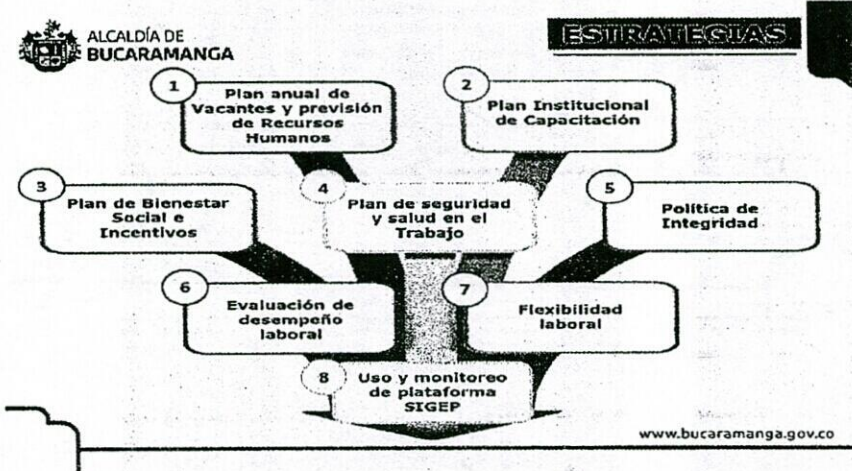 ALCALDÍA DE
BUCARAMANGA
ESTRATEGIAS
1
Plan anual de
Vacantes y previsión
de Recursos
Humanos
2
Plan Institucional
de Capacitación
3
Plan de Bienestar
Social e
Incentivos
4
Plan de seguridad
y salud en el
Trabajo
5
Política de
Integridad
6
Evaluación de
desempeño
laboral
7
Flexibilidad
laboral
8
Uso y monitoreo
de plataforma
SIGEP
www.bucaramanga.gov.co